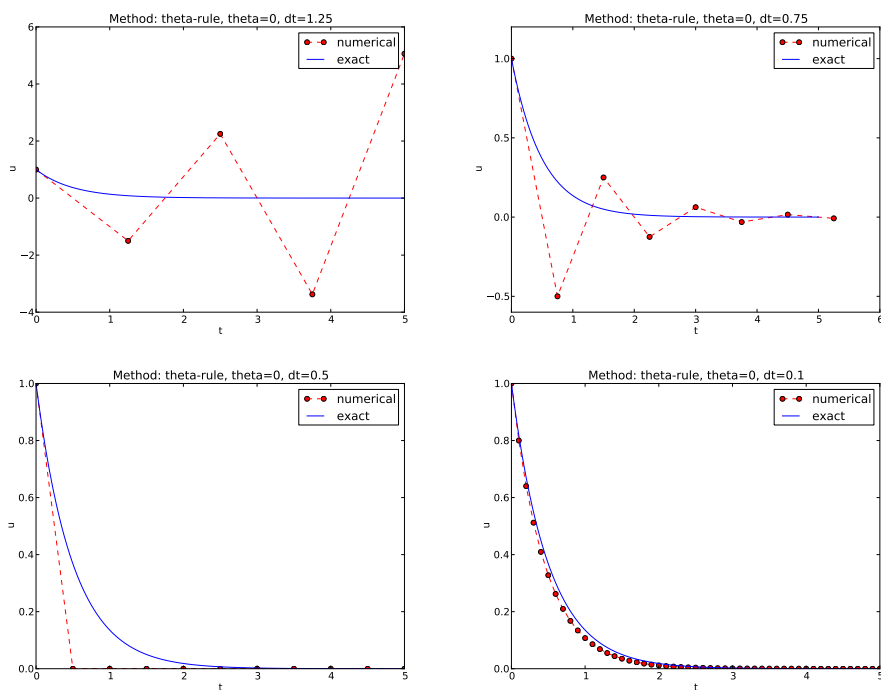 Method: theta-rule, theta=0, dt=1.25
numerical
exact
6
4
2
0
−2
−4
u
0 1 2 3 4 5
t
Method: theta-rule, theta=0, dt=0.75
numerical
exact
1.0
0.5
0.0
−0.5
u
0 1 2 3 4 5 6
t
Method: theta-rule, theta=0, dt=0.5
numerical
exact
1.0
0.8
0.6
0.4
0.2
0.0
u
0 1 2 3 4 5
t
Method: theta-rule, theta=0, dt=0.1
numerical
exact
1.0
0.8
0.6
0.4
0.2
0.0
u
0 1 2 3 4 5
t